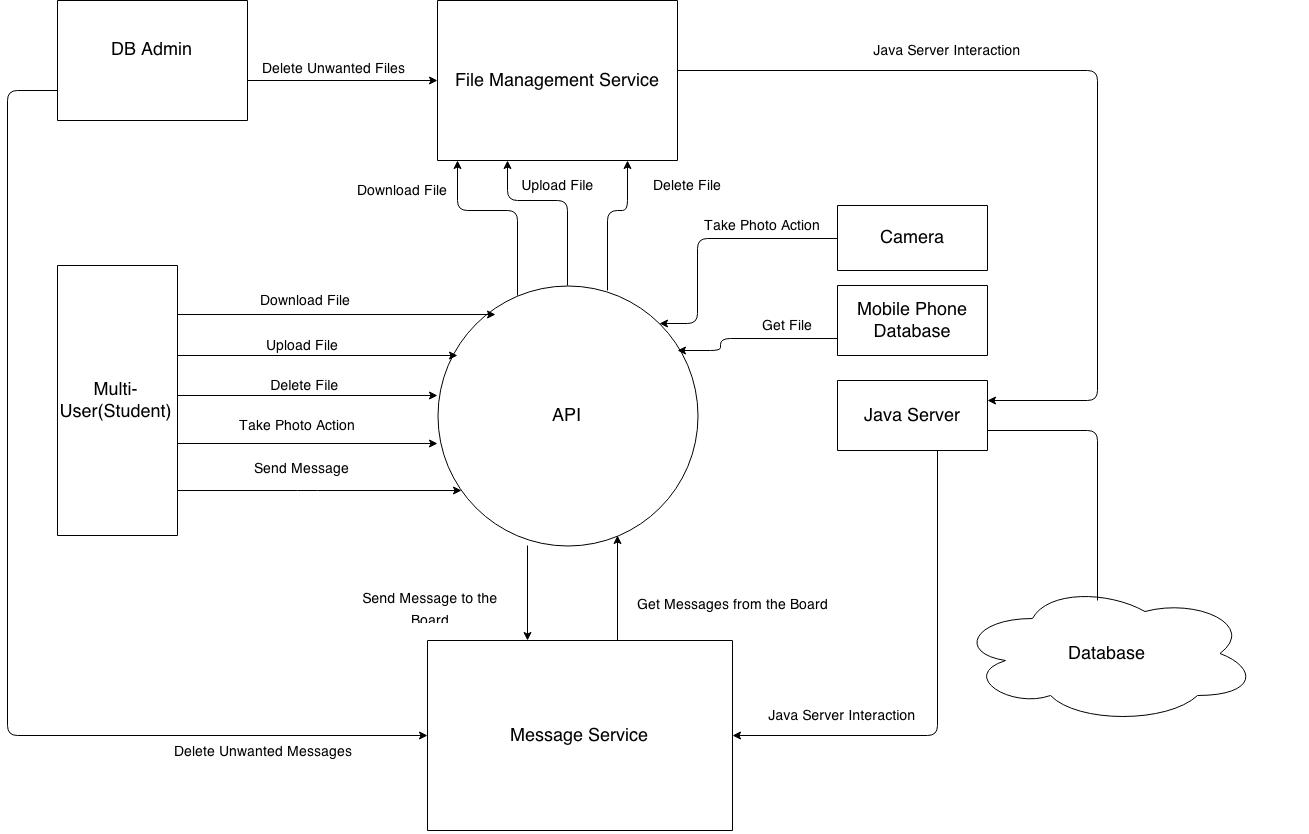 DB Admin
Delete Unwanted Files
File Management Service
Java Server Interaction
Download File
Upload File
Delete File
Take Photo Action
Camera
Mobile Phone
Database
Get File
Java Server
Multi-
User(Student)
Download File
Upload File
Delete File
Take Photo Action
Send Message
API
Send Message to the
Board
Get Messages from the Board
Database
Java Server Interaction
Message Service
Delete Unwanted Messages